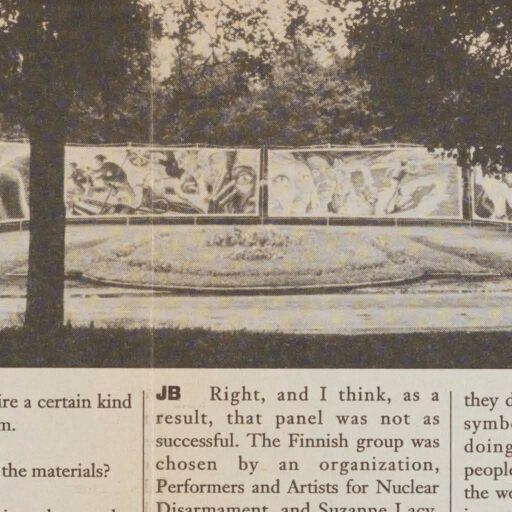 ire a certain kind
m.
the materials?
JB Right, and I think, as a
result, that panel was not as
successful. The Finnish group was
chosen by an organization,
Performers and Artists for Nuclear
Disarmament, and Suzanne Lacy,
they d
symbo
doing
people
the wo